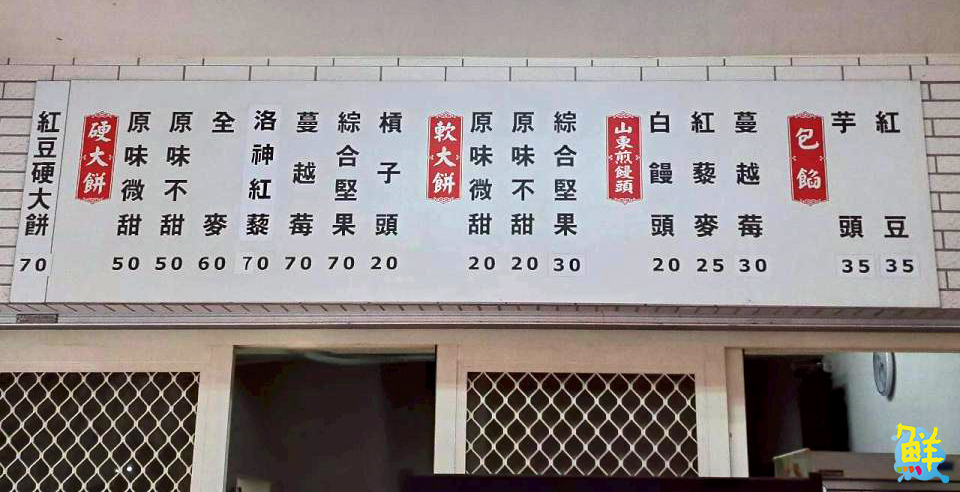 紅豆硬大餅
70
硬大餅
原味微甜
50
原味不甜
50
全麥
60
洛神紅藜
70
蔓越莓
70
綜合堅果
70
槓子頭
20
軟大餅
原味微甜
20
原味不甜
20
綜合堅果
30
山東煎饅頭
白饅頭
20
紅藜麥
25
蔓越莓
30
包餡
芋頭
35
紅豆
35
鮮